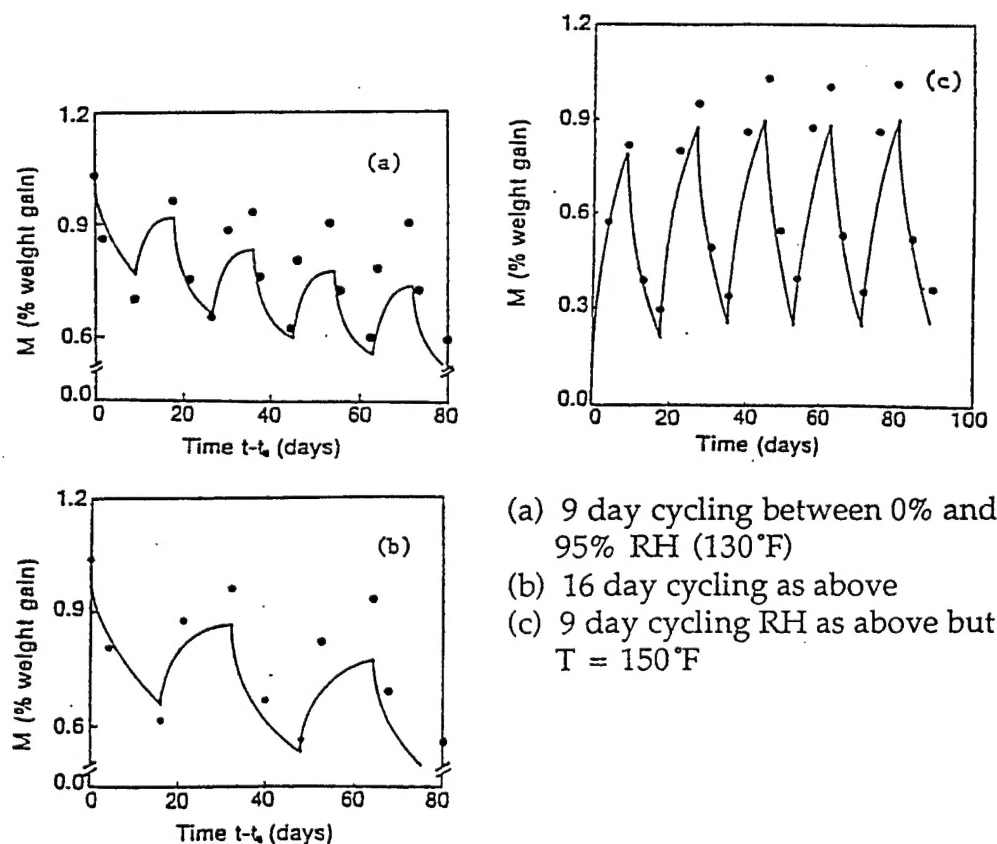 1.2
(a)
0.9
0.6
0.0
M (% weight gain)
0 20 40 60 80
Time t-tₐ (days)
1.2
(c)
0.9
0.6
0.3
0.0
M (% weight gain)
0 20 40 60 80 100
Time (days)
1.2
(b)
0.9
0.6
0.0
M (% weight gain)
0 20 40 60 80
Time (days)
(a) 9 day cycling between 0% and
95% RH (130°F)
(b) 16 day cycling as above
(c) 9 day cycling RH as above but
T = 150°F